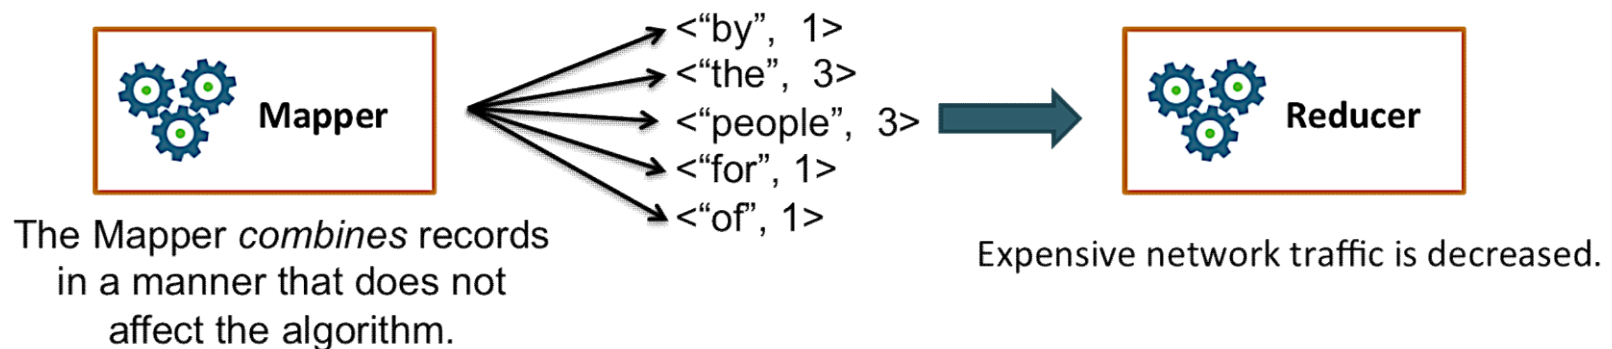 Mapper
The Mapper combines records
in a manner that does not
affect the algorithm.
<“by”,  1>
<“the”,  3>
<“people”,  3>
<“for”, 1>
<“of”, 1>
Reducer
Expensive network traffic is decreased.